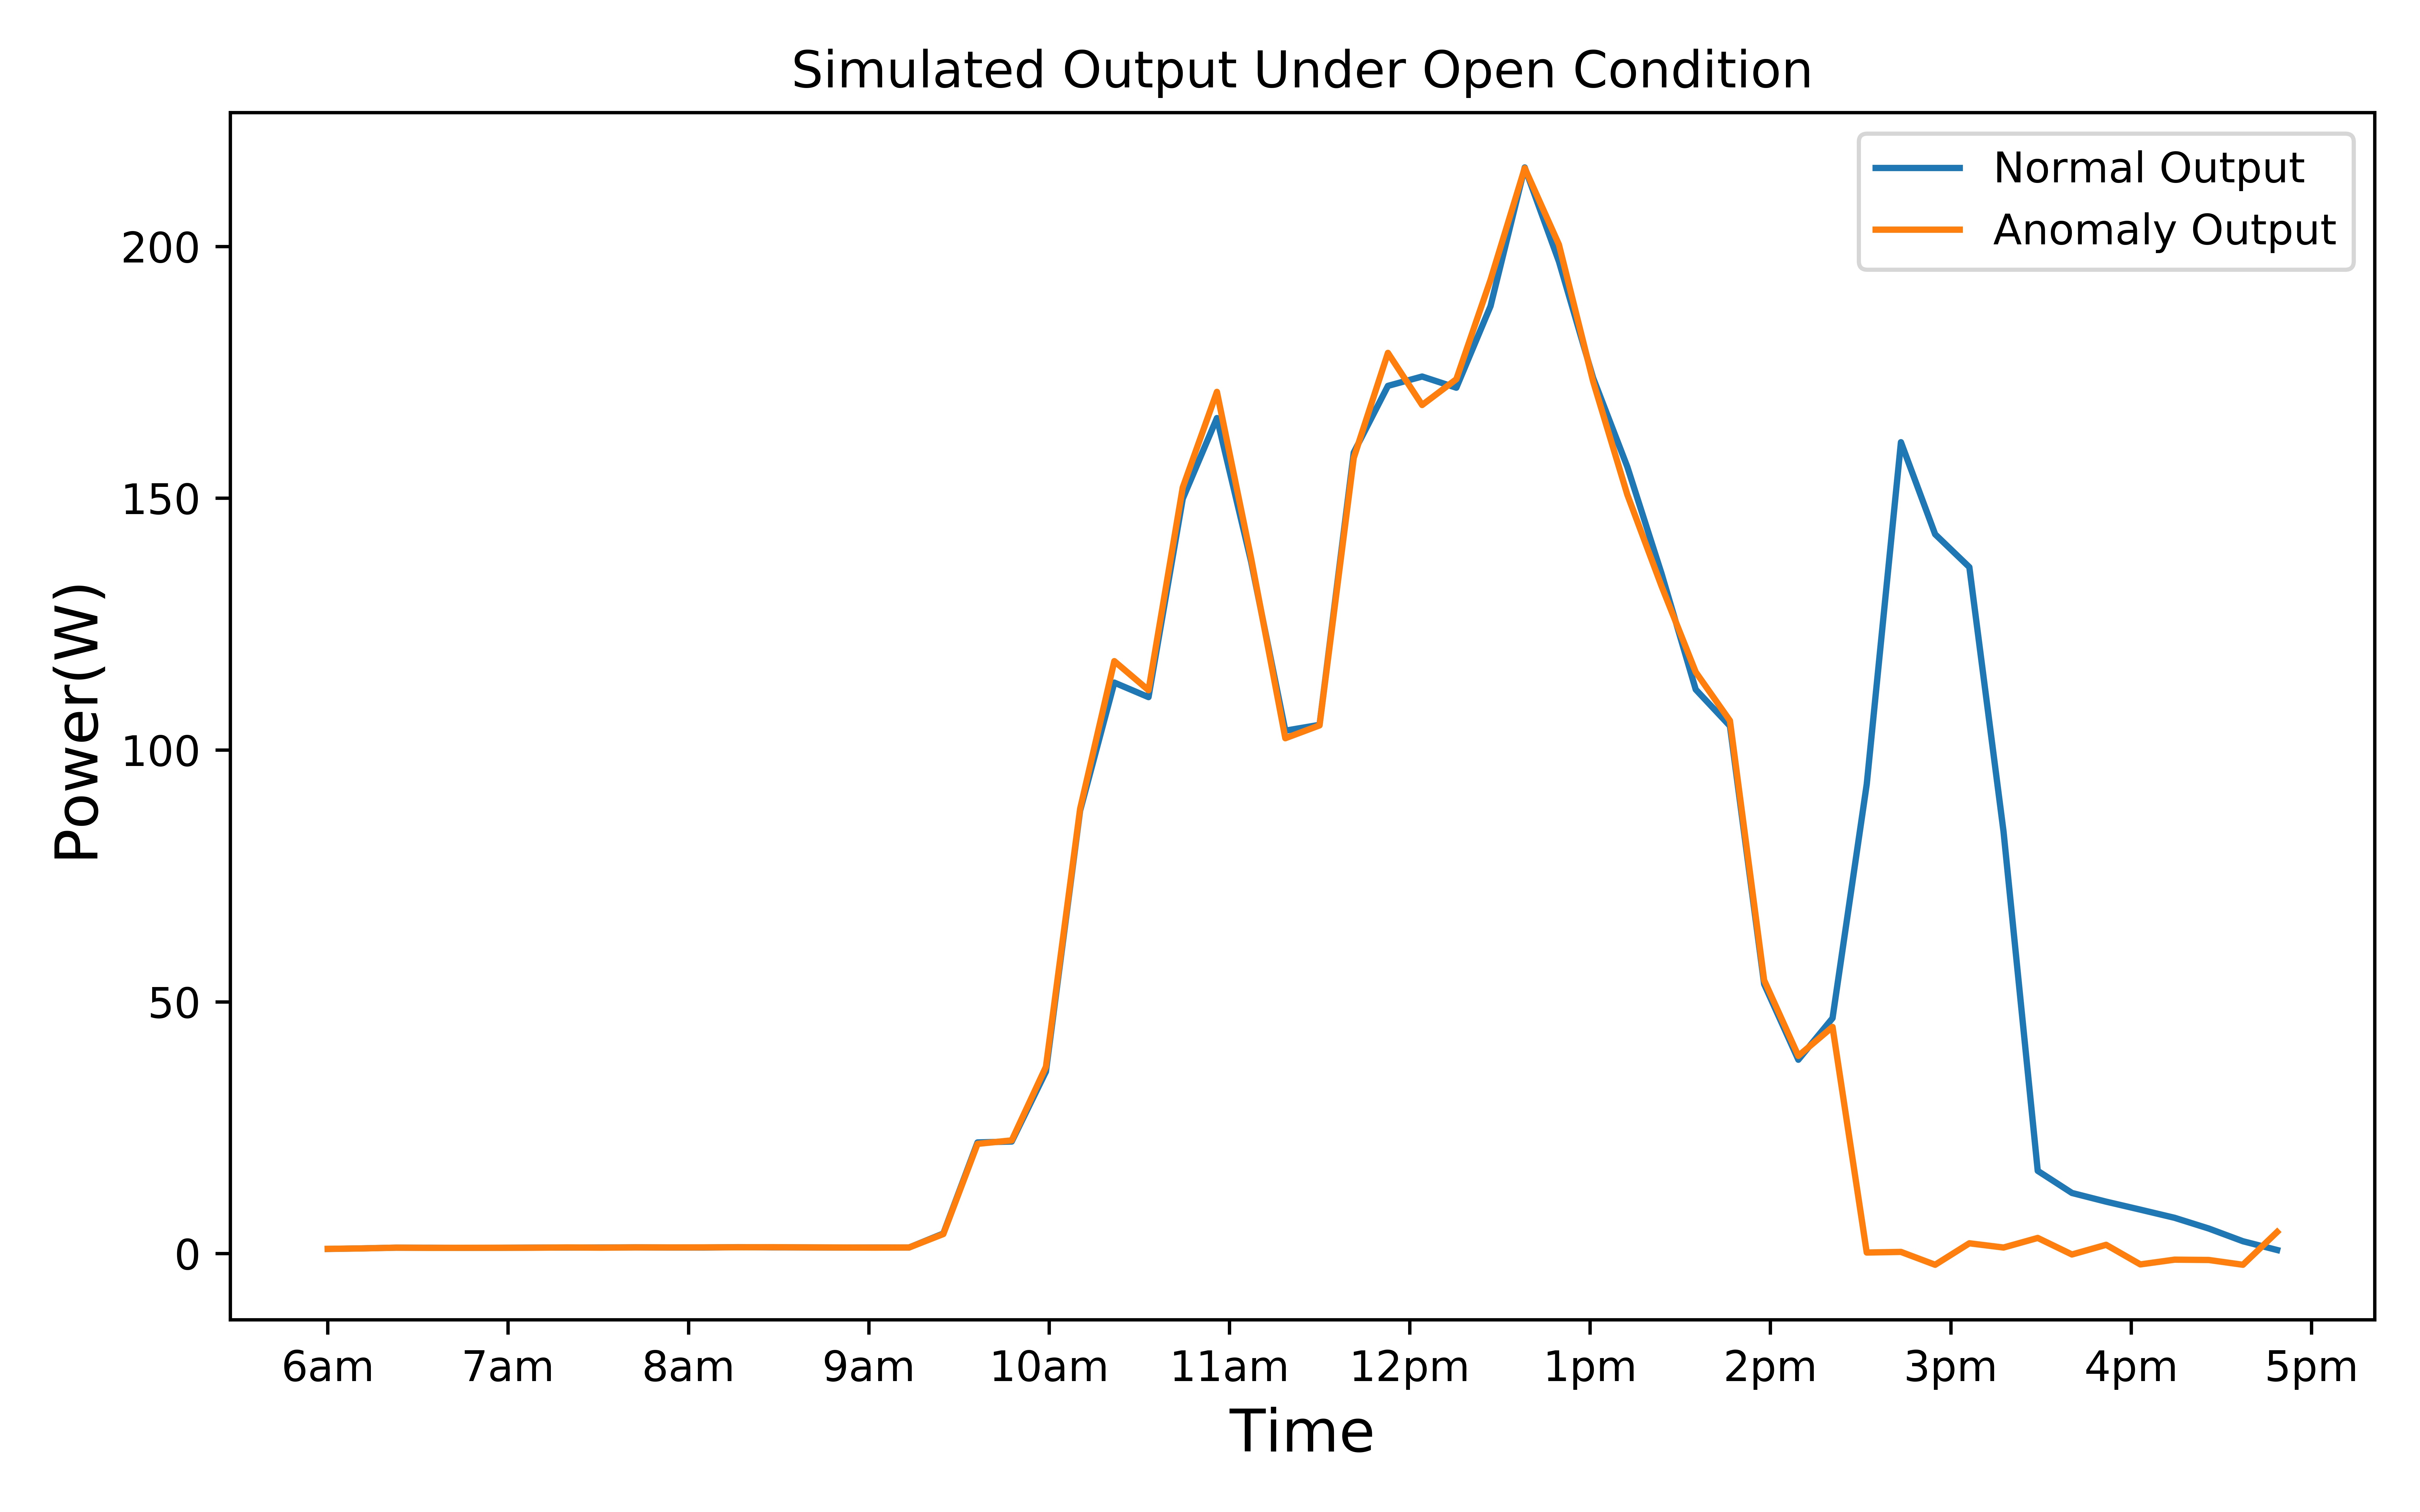 Simulated Output Under Open Condition
Normal Output
Anomaly Output
200
150
100
50
0
Power(W)
6am 7am 8am 9am 10am 11am 12pm 1pm 2pm 3pm 4pm 5pm
Time